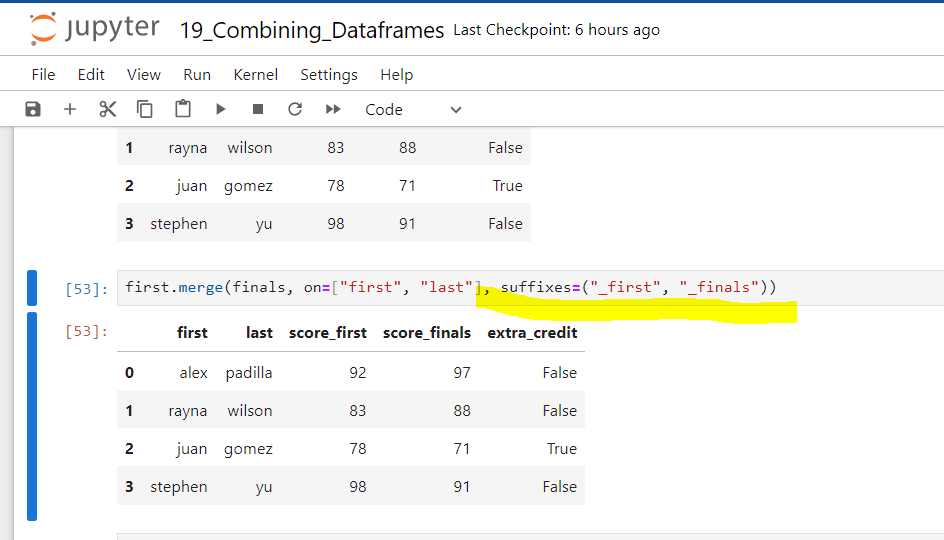 jupyter 19_Combining_Dataframes Last Checkpoint: 6 hours ago
File Edit View Run Kernel Settings Help
Code
1 rayna wilson 83 88 False
2 juan gomez 78 71 True
3 stephen yu 98 91 False
[53]: first.merge(finals, on=["first", "last"], suffixes=("_first", "_finals"))
[53]: first last score_first score_finals extra_credit
0 alex padilla 92 97 False
1 rayna wilson 83 88 False
2 juan gomez 78 71 True
3 stephen yu 98 91 False